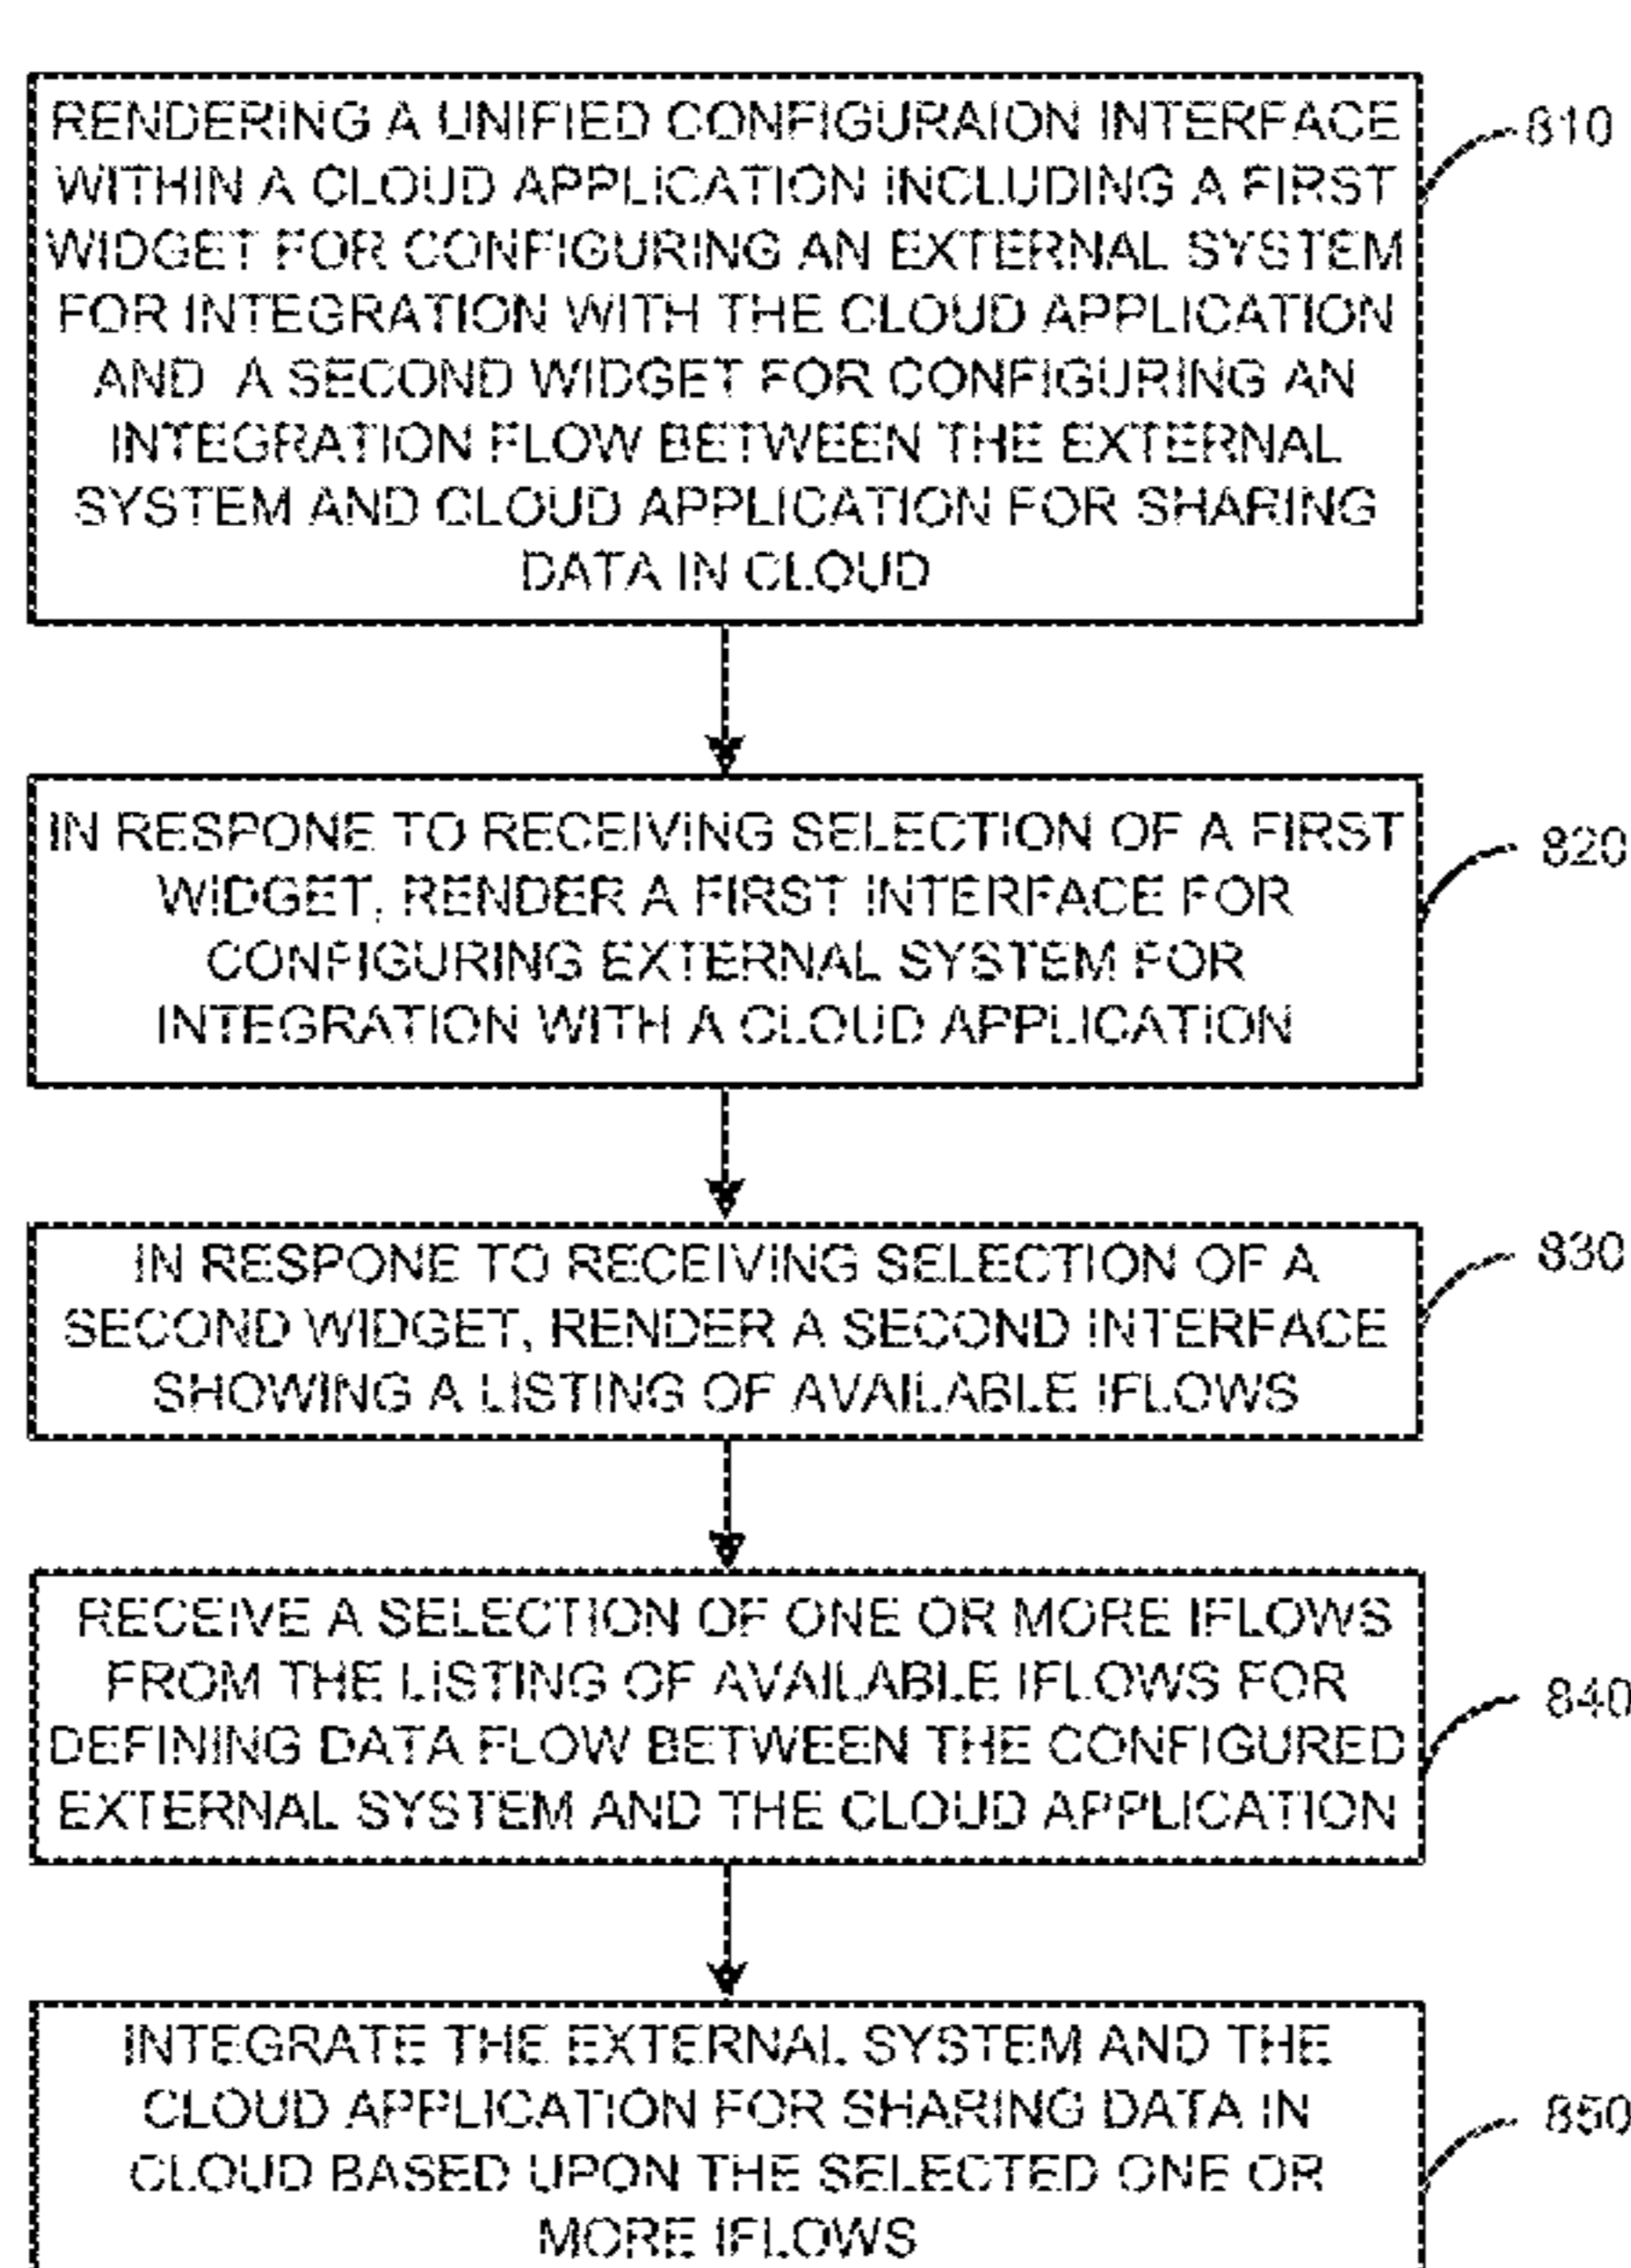 RENDERING A UNIFIED CONFIGURAION INTERFACE
WITHIN A CLOUD APPLICATION INCLUDING A FIRST
WIDGET FOR CONFIGURING AN EXTERNAL SYSTEM
FOR INTEGRATION WITH THE CLOUD APPLICATION
AND A SECOND WIDGET FOR CONFIGURING AN
INTEGRATION FLOW BETWEEN THE EXTERNAL
SYSTEM AND CLOUD APPLICATION FOR SHARING
DATA IN CLOUD
810
IN RESPONE TO RECEIVING SELECTION OF A FIRST
WIDGET, RENDER A FIRST INTERFACE FOR
CONFIGURING EXTERNAL SYSTEM FOR
INTEGRATION WITH A CLOUD APPLICATION
820
IN RESPONE TO RECEIVING SELECTION OF A
SECOND WIDGET, RENDER A SECOND INTERFACE
SHOWING A LISTING OF AVAILABLE IFLOWS
830
RECEIVE A SELECTION OF ONE OR MORE IFLOWS
FROM THE LISTING OF AVAILABLE IFLOWS FOR
DEFINING DATA FLOW BETWEEN THE CONFIGURED
EXTERNAL SYSTEM AND THE CLOUD APPLICATION
840
INTEGRATE THE EXTERNAL SYSTEM AND THE
CLOUD APPLICATION FOR SHARING DATA IN
CLOUD BASED UPON THE SELECTED ONE OR
MORE IFLOWS
850